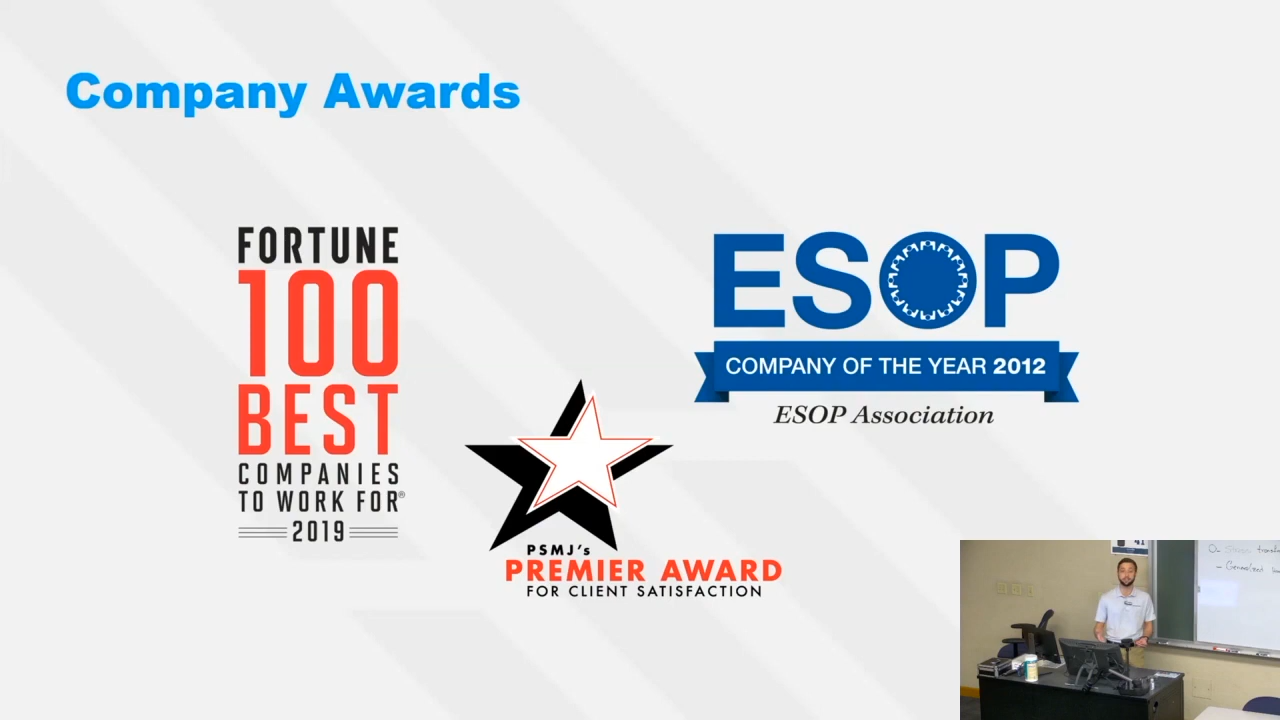 Company Awards
FORTUNE
100
BEST
COMPANIES
TO WORK FOR®
2019
ESOP
COMPANY OF THE YEAR 2012
ESOP Association
PSMJ's
PREMIER AWARD
FOR CLIENT SATISFACTION
41